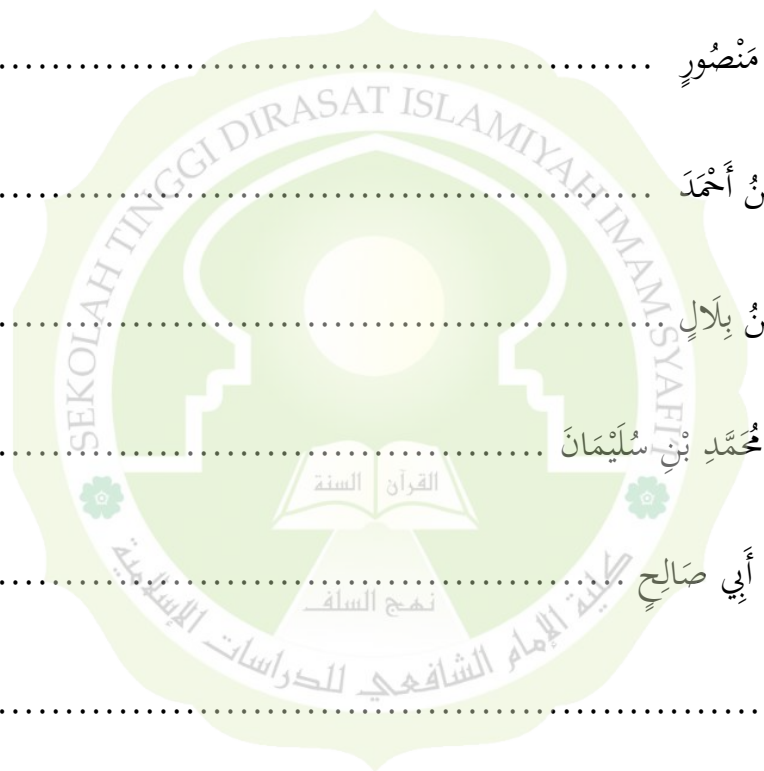 مَنْصُورٍ ................................................
نُ أَحْمَدَ ................................................
نُ بِلَالٍ ................................................
مُحَمَّدِ بْنِ سُلَيْمَانَ ........................................
أَبِي صَالِحٍ ..............................................
........................................................
SEKOLAH TINGGI DIRASAT ISLAMIYAH IMAM SYAFI'I
القرآن السنة
نهج السلف
كلية الإمام الشافعي للدراسات الإسلامية